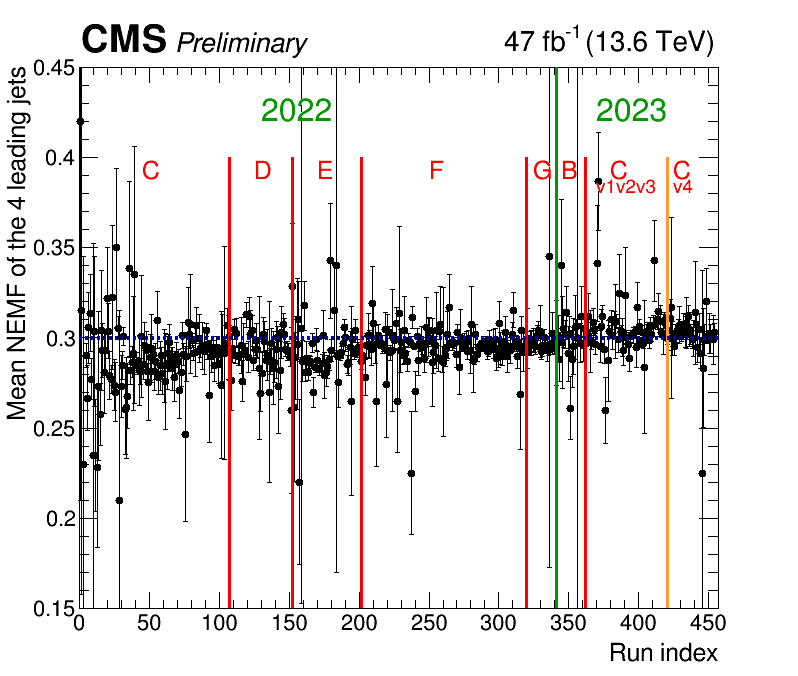 CMS Preliminary 47 fb-1 (13.6 TeV)
Mean NEMF of the 4 leading jets
0.45
0.4
0.35
0.3
0.25
0.2
0.15
2022 2023
C D E F G B C C
v1v2v3 v4
0 50 100 150 200 250 300 350 400 450
Run index